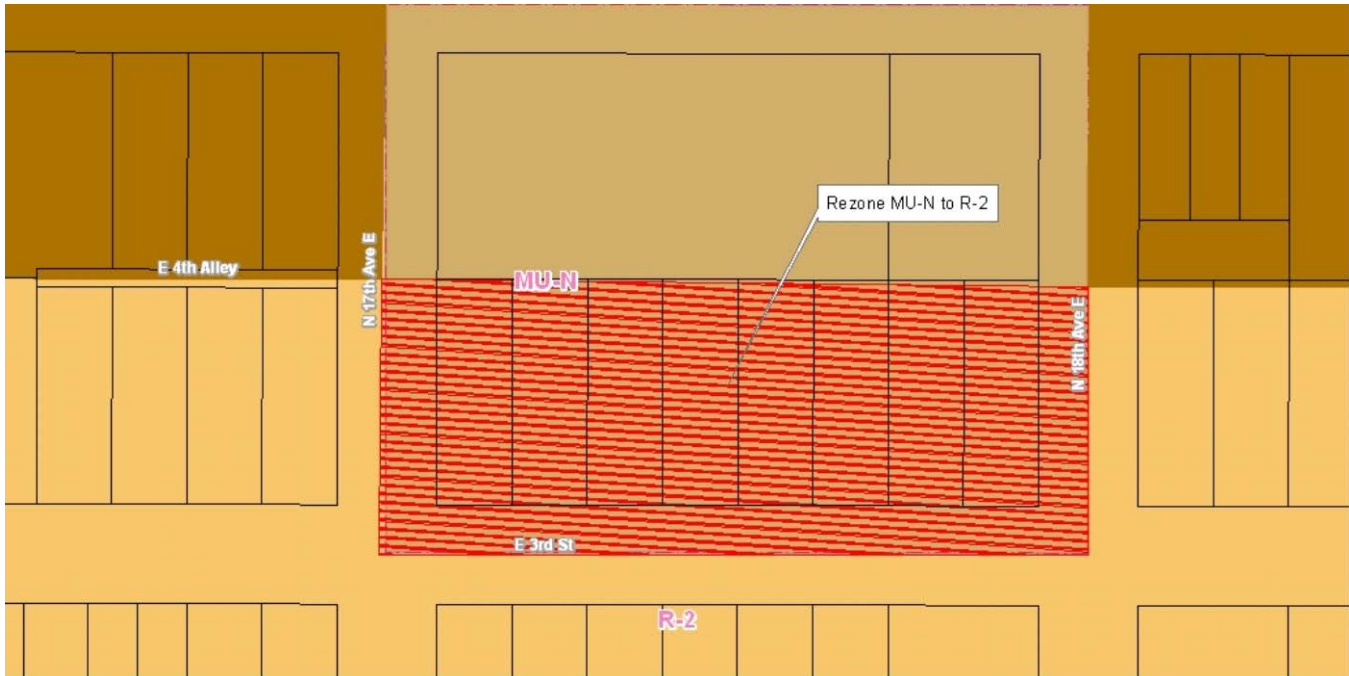 Rezone MU-N to R-2
E 4th Alley
N 17th Ave E
MU-N
N 18th Ave E
E 3rd St
R-2